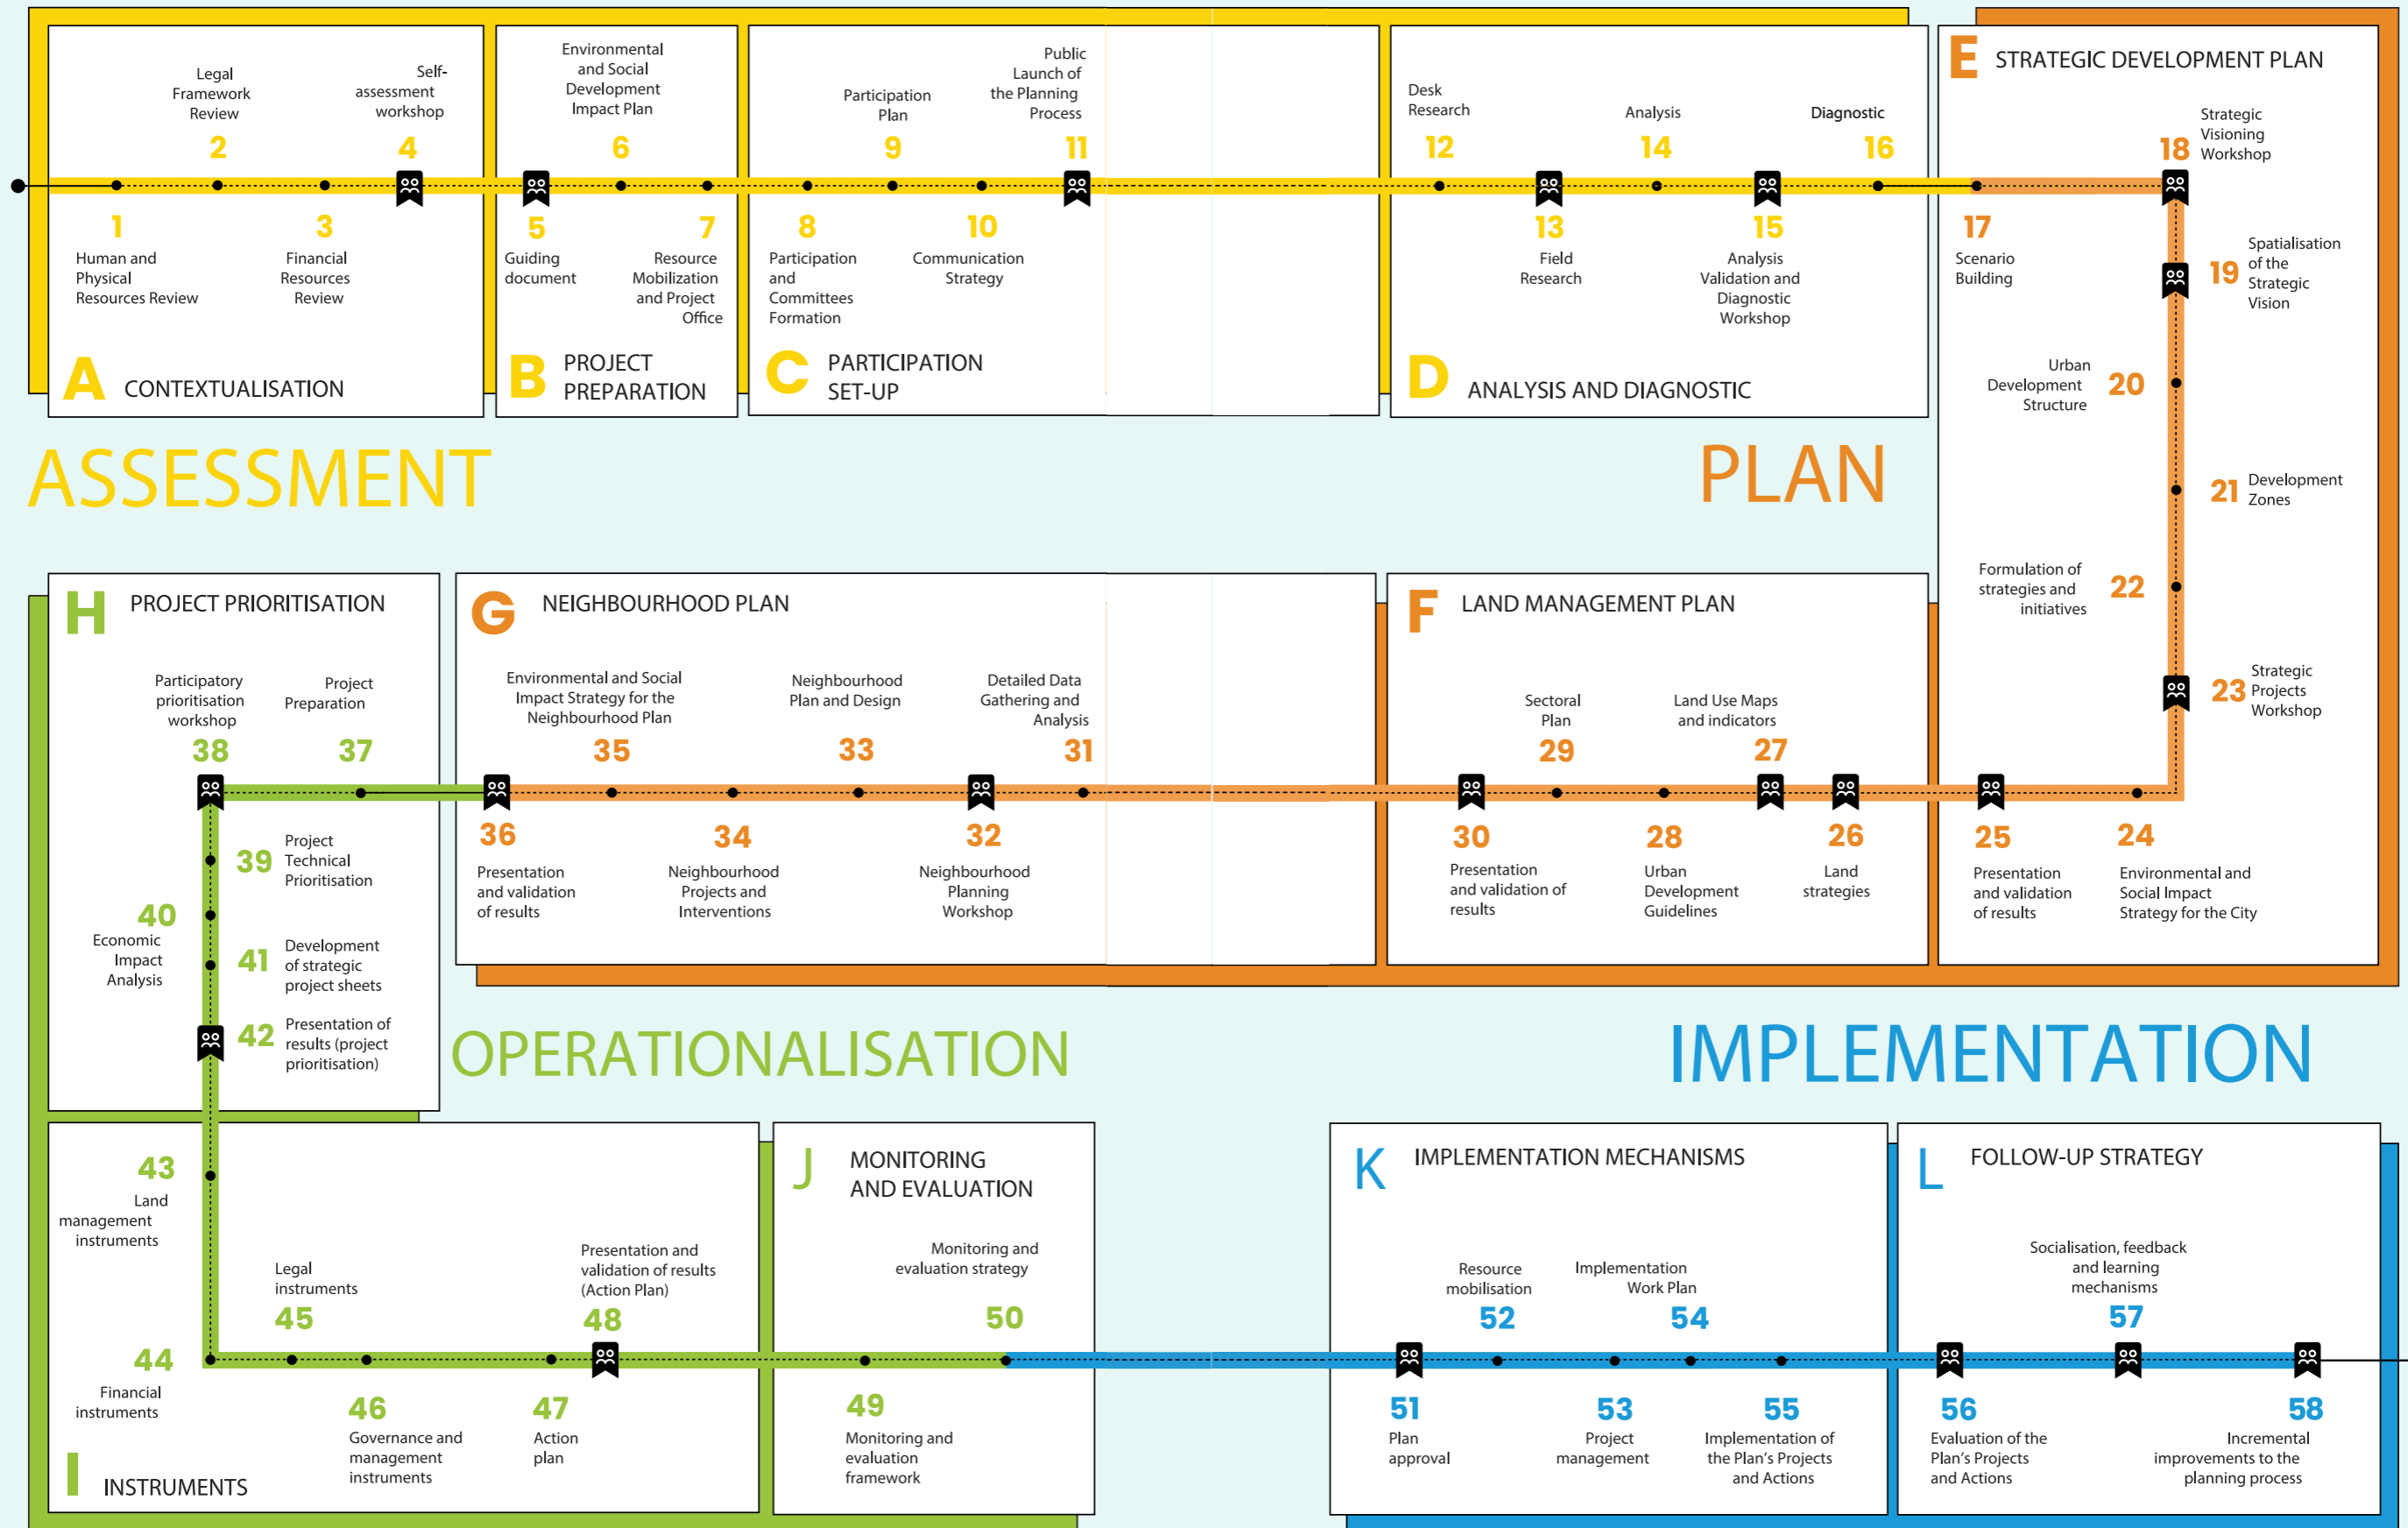 Legal
Framework
Review
2
Self-
assessment
workshop
4
1
Human and
Physical
Resources Review
3
Financial
Resources
Review
A CONTEXTUALISATION
Environmental
and Social
Development
Impact Plan
6
5
Guiding
document
7
Resource
Mobilization
and Project
Office
B PROJECT
PREPARATION
Participation
Plan
9
Public
Launch of
the Planning
Process
11
8
Participation
and
Committees
Formation
10
Communication
Strategy
C PARTICIPATION
SET-UP
Desk
Research
12
Analysis
14
Diagnostic
16
13
Field
Research
15
Analysis
Validation and
Diagnostic
Workshop
D ANALYSIS AND DIAGNOSTIC
ASSESSMENT
PLAN
E STRATEGIC DEVELOPMENT PLAN
17
Scenario
Building
18
Strategic
Visioning
Workshop
19
Spatialisation
of the
Strategic
Vision
Urban
Development
Structure
20
21
Development
Zones
Formulation of
strategies and
initiatives
22
23
Strategic
Projects
Workshop
25
Presentation
and validation
of results
24
Environmental and
Social Impact
Strategy for the City
F LAND MANAGEMENT PLAN
Sectoral
Plan
29
Land Use Maps
and indicators
27
30
Presentation
and validation of
results
28
Urban
Development
Guidelines
26
Land
strategies
G NEIGHBOURHOOD PLAN
Environmental and Social
Impact Strategy for the
Neighbourhood Plan
35
Neighbourhood
Plan and Design
33
Detailed Data
Gathering and
Analysis
31
36
Presentation
and validation
of results
34
Neighbourhood
Projects and
Interventions
32
Neighbourhood
Planning
Workshop
H PROJECT PRIORITISATION
Participatory
prioritisation
workshop
38
Project
Preparation
37
39
Project
Technical
Prioritisation
40
Economic
Impact
Analysis
41
Development
of strategic
project sheets
42
Presentation of
results (project
prioritisation)
OPERATIONALISATION
IMPLEMENTATION
43
Land
management
instruments
44
Financial
instruments
Legal
instruments
45
46
Governance and
management
instruments
47
Action
plan
Presentation and
validation of results
(Action Plan)
48
I INSTRUMENTS
J MONITORING
AND EVALUATION
Monitoring and
evaluation strategy
50
49
Monitoring and
evaluation
framework
K IMPLEMENTATION MECHANISMS
Resource
mobilisation
52
Implementation
Work Plan
54
51
Plan
approval
53
Project
management
55
Implementation of
the Plan's Projects
and Actions
L FOLLOW-UP STRATEGY
Socialisation, feedback
and learning
mechanisms
57
56
Evaluation of the
Plan's Projects
and Actions
58
Incremental
improvements to the
planning process